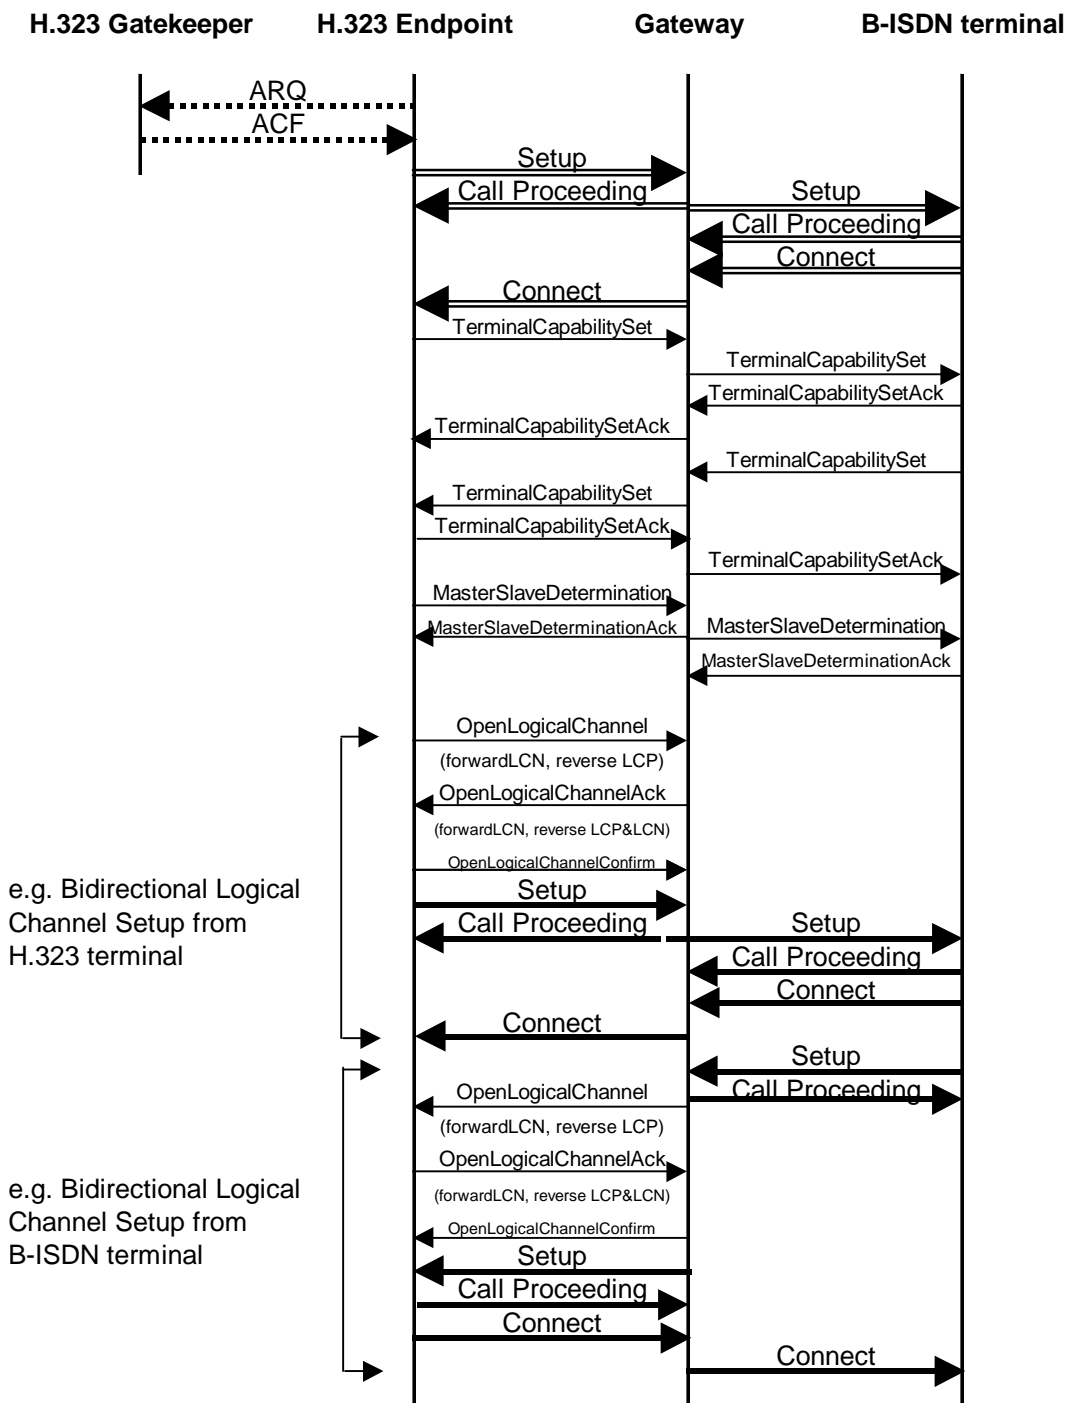 H.323 Gatekeeper H.323 Endpoint Gateway B-ISDN terminal
ARQ
ACF
Setup
Call Proceeding Setup
Call Proceeding
Connect
Connect
TerminalCapabilitySet
TerminalCapabilitySet
TerminalCapabilitySetAck
TerminalCapabilitySetAck
TerminalCapabilitySet
TerminalCapabilitySet
TerminalCapabilitySetAck
TerminalCapabilitySetAck
MasterSlaveDetermination
MasterSlaveDeterminationAck MasterSlaveDetermination
MasterSlaveDeterminationAck
OpenLogicalChannel
(forwardLCN, reverse LCP)
OpenLogicalChannelAck
(forwardLCN, reverse LCP&LCN)
OpenLogicalChannelConfirm
Setup
e.g. Bidirectional Logical
Channel Setup from
H.323 terminal
Call Proceeding Setup
Call Proceeding
Connect
Connect
Setup
Call Proceeding
OpenLogicalChannel
(forwardLCN, reverse LCP)
OpenLogicalChannelAck
(forwardLCN, reverse LCP&LCN)
e.g. Bidirectional Logical
Channel Setup from
B-ISDN terminal
OpenLogicalChannelConfirm
Setup
Call Proceeding
Connect
Connect